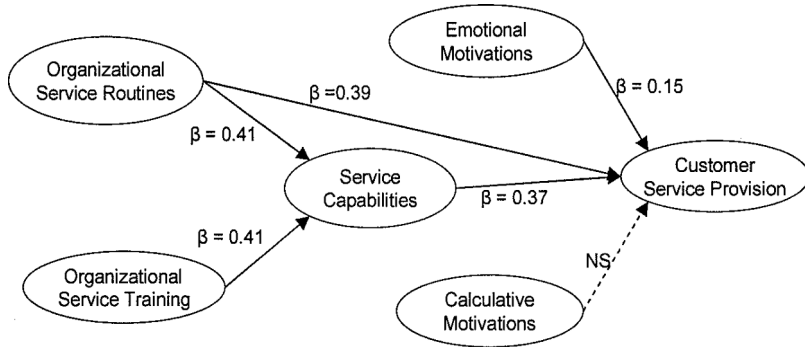 Emotional
Motivations
Organizational
Service Routines
β =0.39
β = 0.15
β = 0.41
Service
Capabilities
Customer
Service Provision
β = 0.37
β = 0.41
NS
Organizational
Service Training
Calculative
Motivations